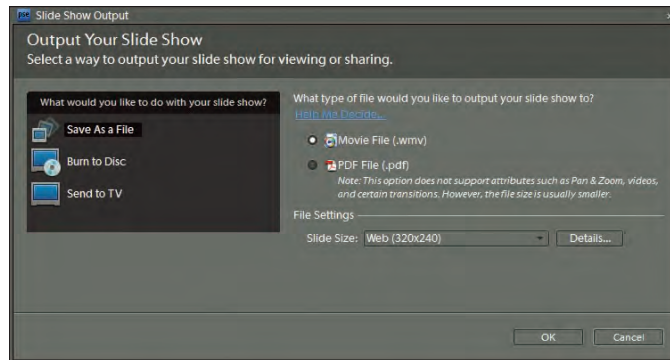 pse Slide Show Output
Output Your Slide Show
Select a way to output your slide show for viewing or sharing.
What would you like to do with your slide show?
Save As a File
Burn to Disc
Send to TV
What type of file would you like to output your slide show to?
Help Me Decide...
Movie File (.wmv)
PDF File (.pdf)
Note: This option does not support attributes such as Pan & Zoom, videos,
and certain transitions. However, the file size is usually smaller.
File Settings
Slide Size: Web (320x240) Details...
OK Cancel